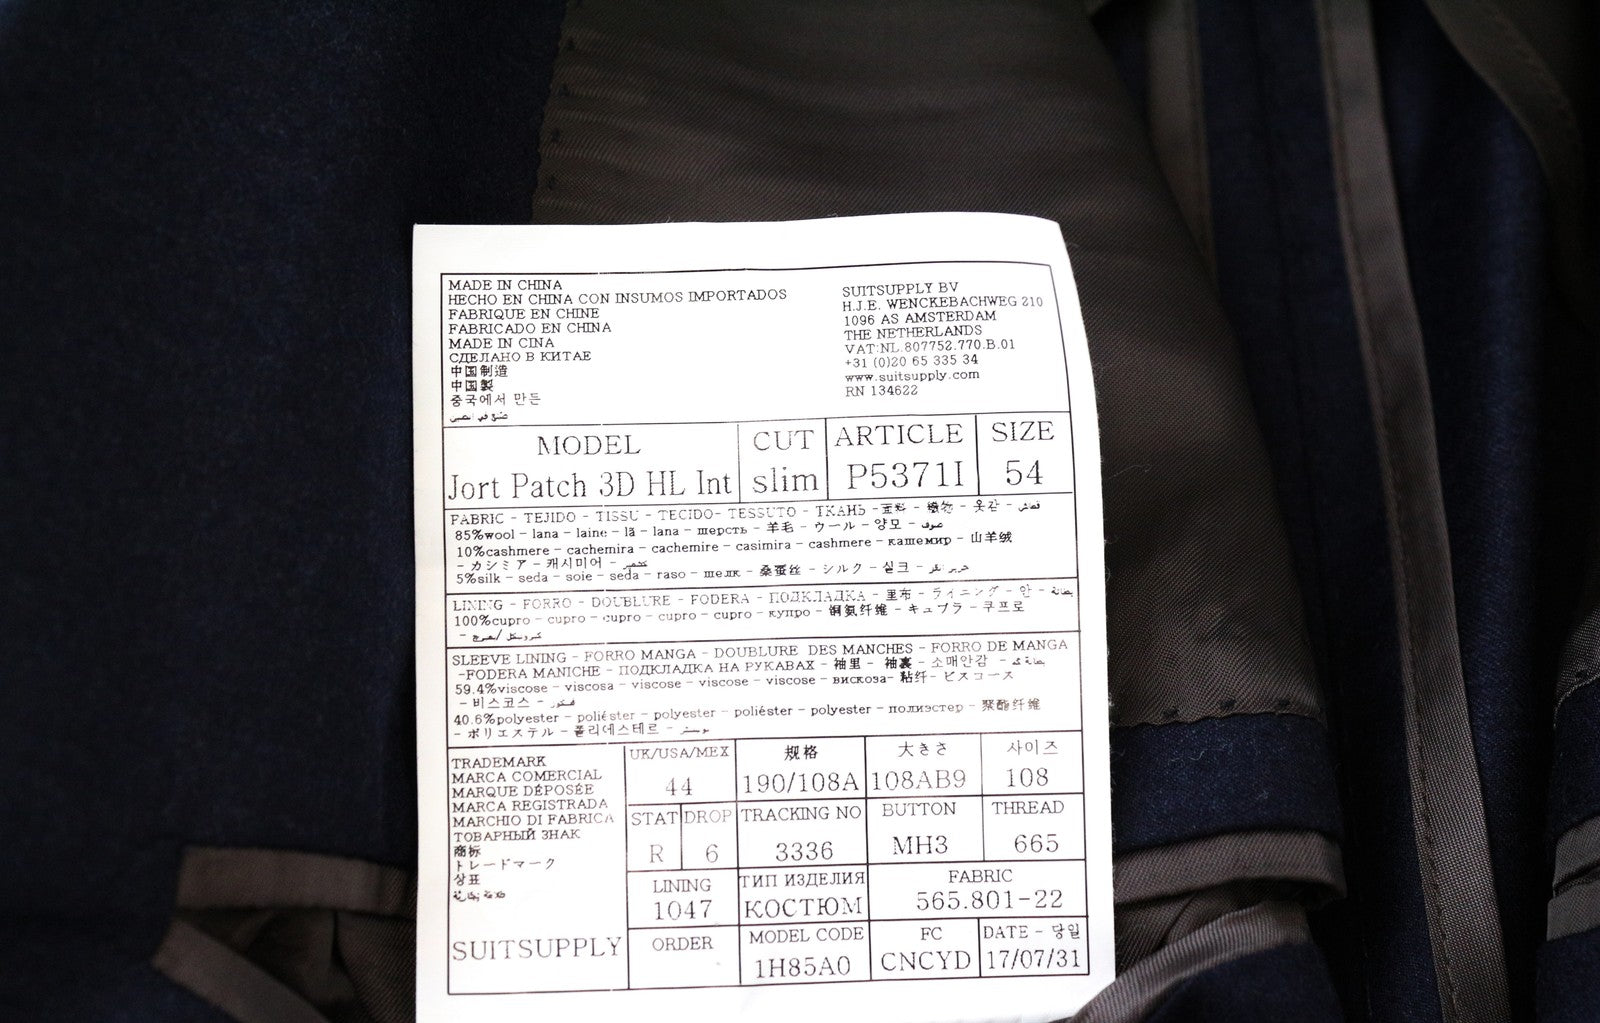 MADE IN CHINA
HECHO EN CHINA CON INSUMOS IMPORTADOS
FABRIQUE EN CHINE
FABRICADO EN CHINA
MADE IN CINA
СДЕЛАНО В КИТАЕ
中国制造
中国製
중국에서 만든
صنع في الصين
SUITSUPPLY BV
H.J.E. WENCKEBACHWEG 210
1096 AS AMSTERDAM
THE NETHERLANDS
VAT:NL.807752.770.B.01
+31 (0)20 65 335 34
www.suitsupply.com
RN 134622
MODEL CUT ARTICLE SIZE
Jort Patch 3D HL Int slim P5371I 54
FABRIC - TEJIDO - TISSU - TECIDO- TESSUTO - ТКАНЬ -面料 - 織物 - 옷감 - قماش
85%wool - lana - laine - lã - lana - шерсть - 羊毛 - ウール - 양모 - صوف
10%cashmere - cachemira - cachemire - casimira - cashmere - кашемир - 山羊绒
- カシミア - 캐시미어 -
5%silk - seda - soie - seda - raso - шелк - 桑蚕丝 - シルク - 실크 -
LINING - FORRO - DOUBLURE - FODERA - ПОДКЛАДКА - 里布 - ライニング - 안 - بطانة
100%cupro - cupro - cupro - cupro - cupro - купро - 铜氨纤维 - キュプラ - 쿠프로
SLEEVE LINING - FORRO MANGA - DOUBLURE DES MANCHES - FORRO DE MANGA
-FODERA MANICHE - ПОДКЛАДКА НА РУКАВАХ - 袖里 - 袖裏 - 소매안감 -
59.4%viscose - viscosa - viscose - viscose - viscose - вискоза- 粘纤- ビスコース
- 비스코스 -
40.6%polyester - poliéster - polyester - poliéster - polyester - полиэстер - 聚酯纤维
- ポリエステル - 폴리에스테르 -
TRADEMARK
MARCA COMERCIAL
MARQUE DÉPOSÉE
MARCA REGISTRADA
MARCHIO DI FABRICA
ТОВАРНЫЙ ЗНАК
商标
トレードマーク
상표
علامة تجارية
SUITSUPPLY
UK/USA/MEX 规格 大きさ 사이즈
44 190/108A 108AB9 108
STAT DROP TRACKING NO BUTTON THREAD
R 6 3336 MH3 665
LINING ТИП ИЗДЕЛИЯ FABRIC
1047 КОСТЮМ 565.801-22
ORDER MODEL CODE FC DATE - 당일
1H85A0 CNCYD 17/07/31